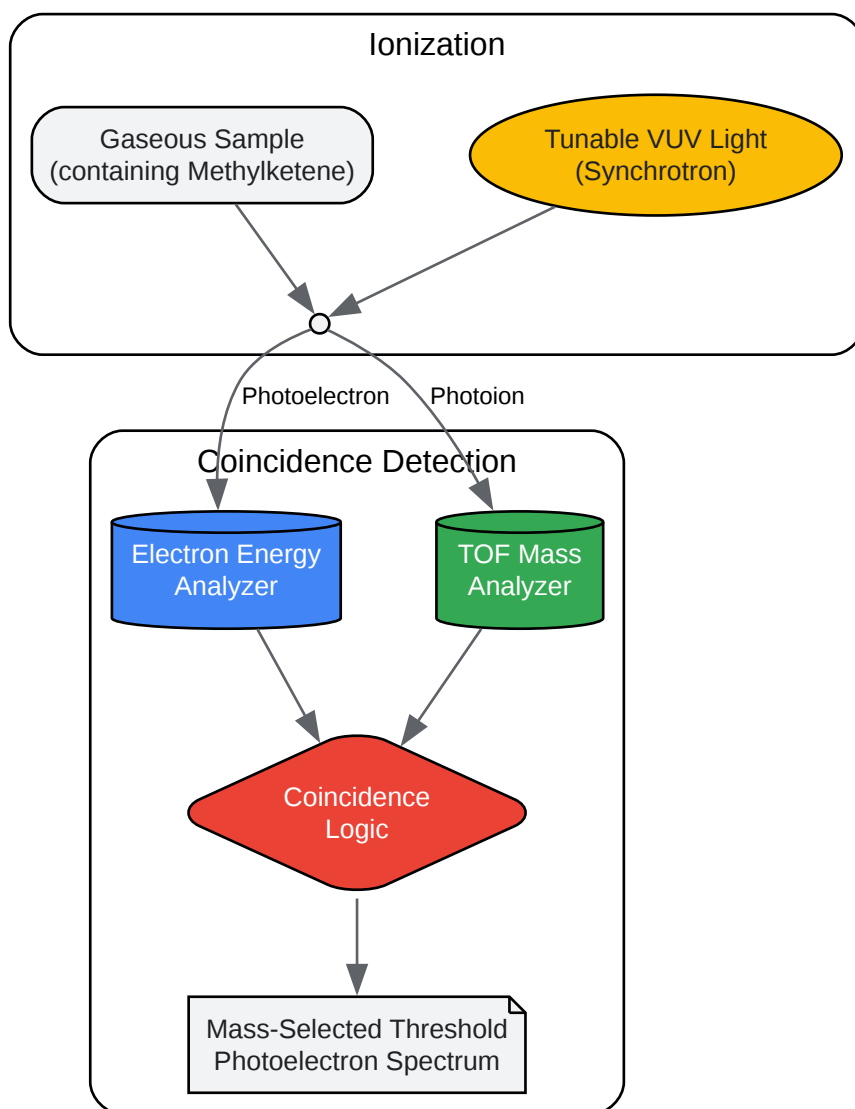 Ionization
Gaseous Sample
(containing Methylketene)
Tunable VUV Light
(Synchrotron)
Photoelectron
Photoion
Coincidence Detection
Electron Energy
Analyzer
TOF Mass
Analyzer
Coincidence
Logic
Mass-Selected Threshold
Photoelectron Spectrum